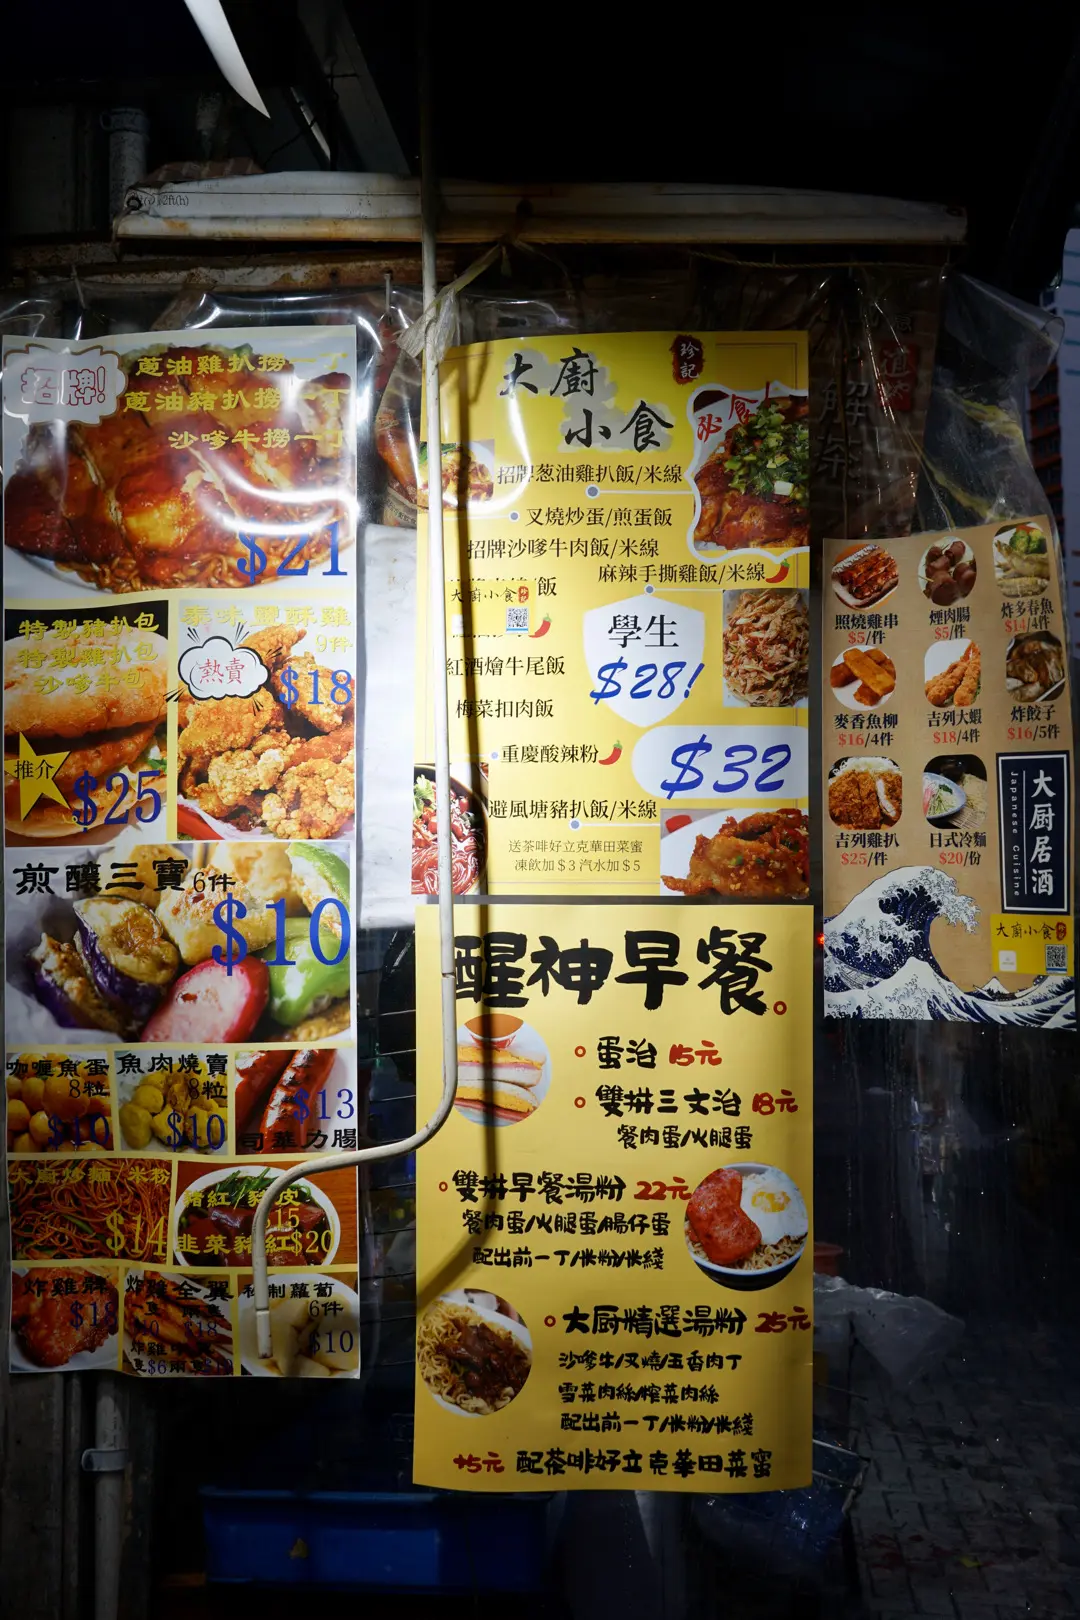 招牌!
蔥油雞扒撈一丁
蔥油豬扒撈一丁
沙嗲牛撈一丁
$21
特製豬扒包
特製雞扒包
沙嗲牛包
推介
$25
泰味鹽酥雞
9件
熱賣
$18
煎釀三寶6件
$10
咖喱魚蛋
8粒
$10
魚肉燒賣
8粒
$10
$13
司華力腸
大厨炒麵/米粉
$14
豬紅/豬皮
$15
韭菜豬紅$20
炸雞髀
炸雞全翼
$18
秘制蘿蔔
6件
$10
大廚
小食
珍記
必食
招牌葱油雞扒飯/米線
叉燒炒蛋/煎蛋飯
招牌沙嗲牛肉飯/米線
麻辣手撕雞飯/米線
飯
大廚小食
紅酒燴牛尾飯
梅菜扣肉飯
學生
$28!
重慶酸辣粉
$32
避風塘豬扒飯/米線
送茶啡好立克華田菜蜜
凍飲加$3 汽水加$5
醒神早餐。
蛋治 15元
雙拼三文治 18元
餐肉蛋/火腿蛋
雙拼早餐湯粉 22元
餐肉蛋/火腿蛋/腸仔蛋
配出前一丁/米粉/米綫
大厨精選湯粉 25元
沙嗲牛/叉燒/五香肉丁
雪菜肉絲/榨菜肉絲
配出前一丁/米粉/米綫
+5元 配茶啡好立克華田菜蜜
照燒雞串
$5/件
煙肉腸
$5/件
炸多春魚
$14/4件
麥香魚柳
$16/4件
吉列大蝦
$18/4件
炸餃子
$16/5件
吉列雞扒
$25/件
日式冷麵
$20/份
大厨居酒
Japanese Cuisine
大廚小食